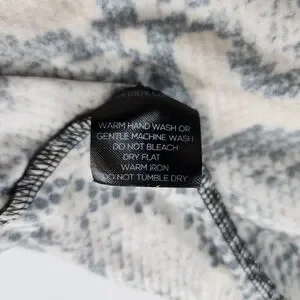 WARM HAND WASH OR
GENTLE MACHINE WASH
DO NOT BLEACH
DRY FLAT
WARM IRON
DO NOT TUMBLE DRY